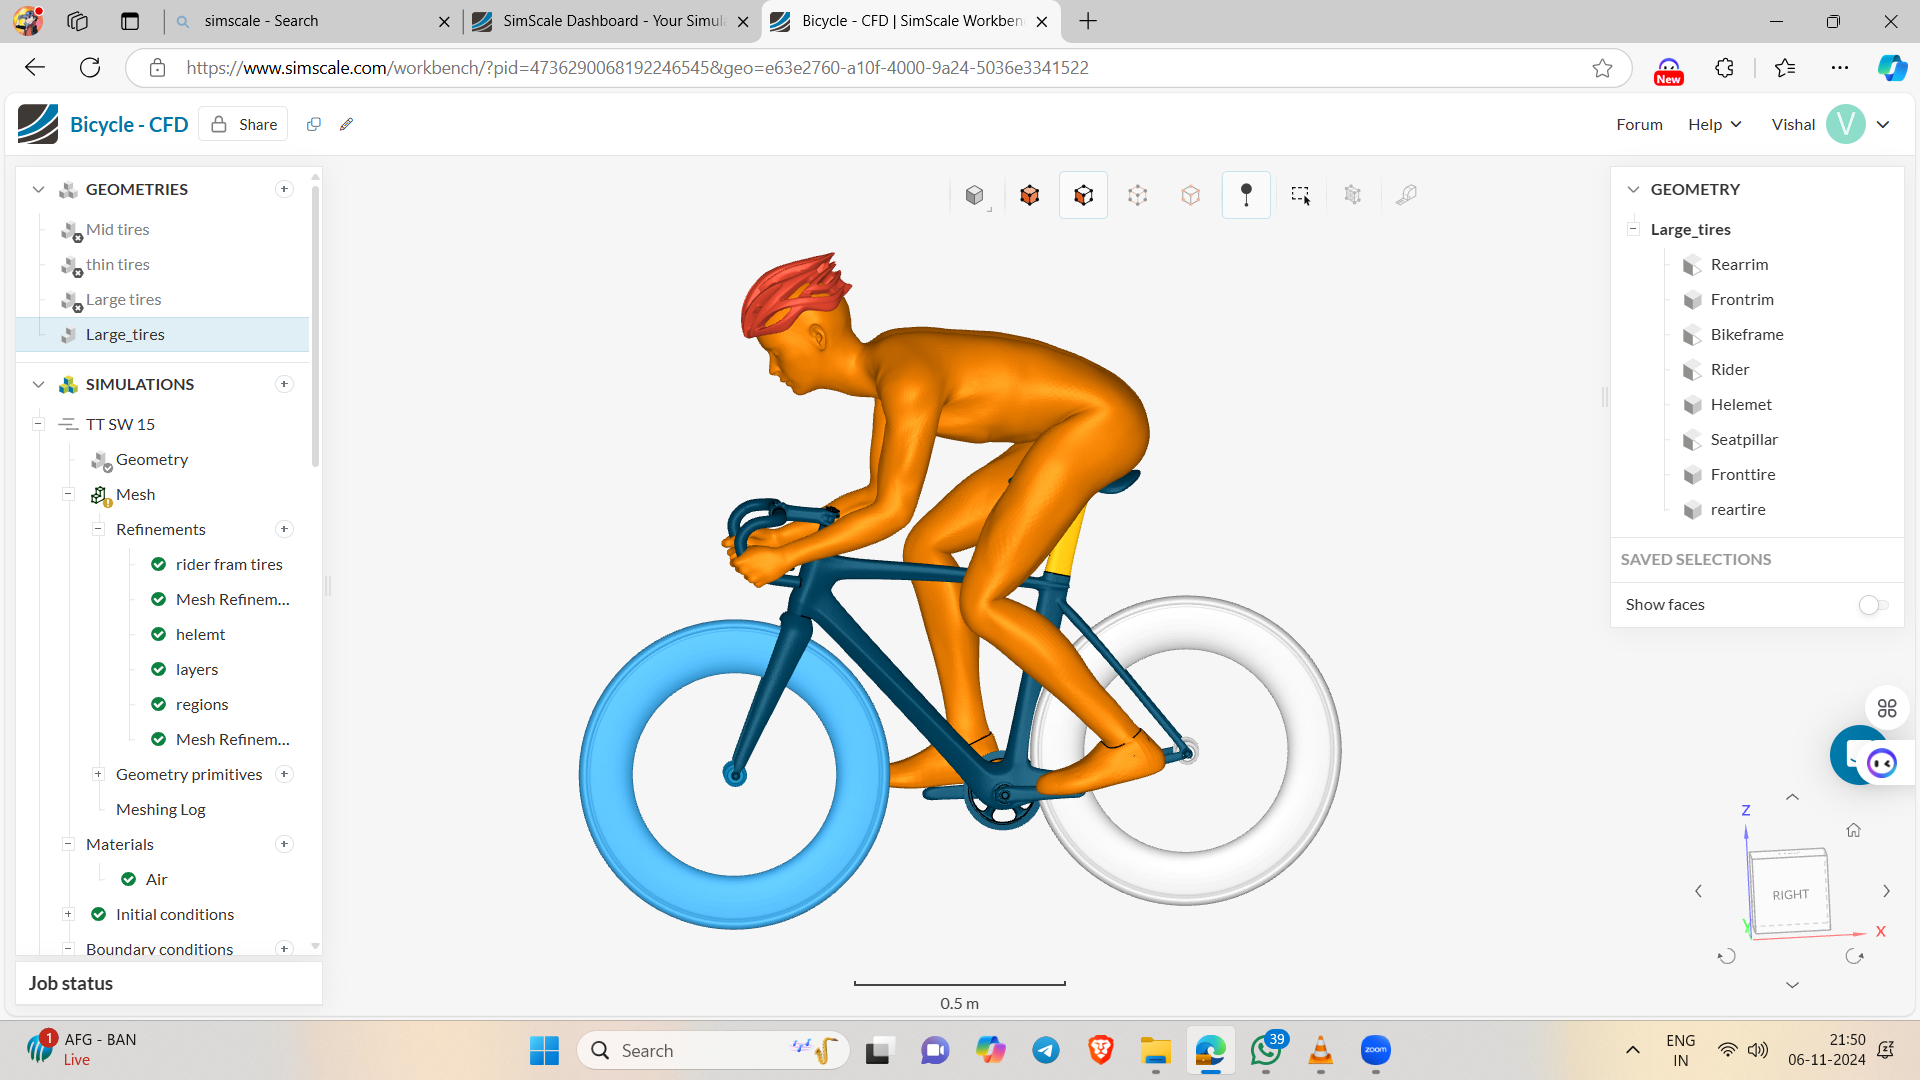 simscale - Search
SimScale Dashboard - Your Simula
Bicycle - CFD | SimScale Workben
https://www.simscale.com/workbench/?pid=4736290068192246545&geo=e63e2760-a10f-4000-9a24-5036e3341522
New
Bicycle - CFD
Share
Forum
Help
Vishal
V
GEOMETRIES
Mid tires
thin tires
Large tires
Large_tires
SIMULATIONS
TT SW 15
Geometry
Mesh
Refinements
rider fram tires
Mesh Refinem...
helemt
layers
regions
Mesh Refinem...
Geometry primitives
Meshing Log
Materials
Air
Initial conditions
Boundary conditions
Job status
GEOMETRY
Large_tires
Rearrim
Frontrim
Bikeframe
Rider
Helemet
Seatpillar
Fronttire
reartire
SAVED SELECTIONS
Show faces
Z
RIGHT
Y
X
0.5 m
1
AFG - BAN
Live
Search
39
zoom
ENG
IN
21:50
06-11-2024